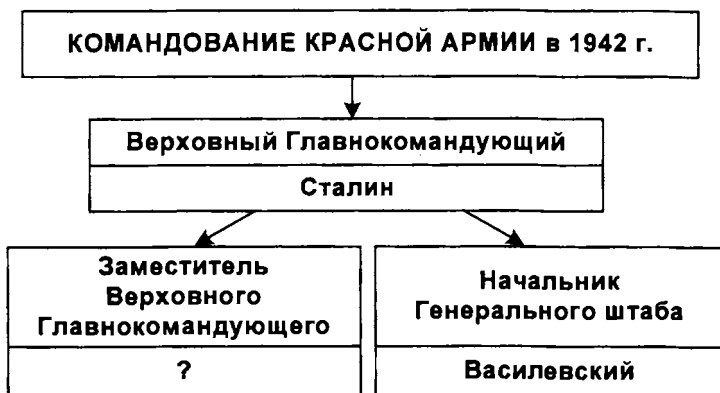 КОМАНДОВАНИЕ КРАСНОЙ АРМИИ в 1942 г.
Верховный Главнокомандующий
Сталин
Заместитель
Верховного
Главнокомандующего
?
Начальник
Генерального штаба
Василевский